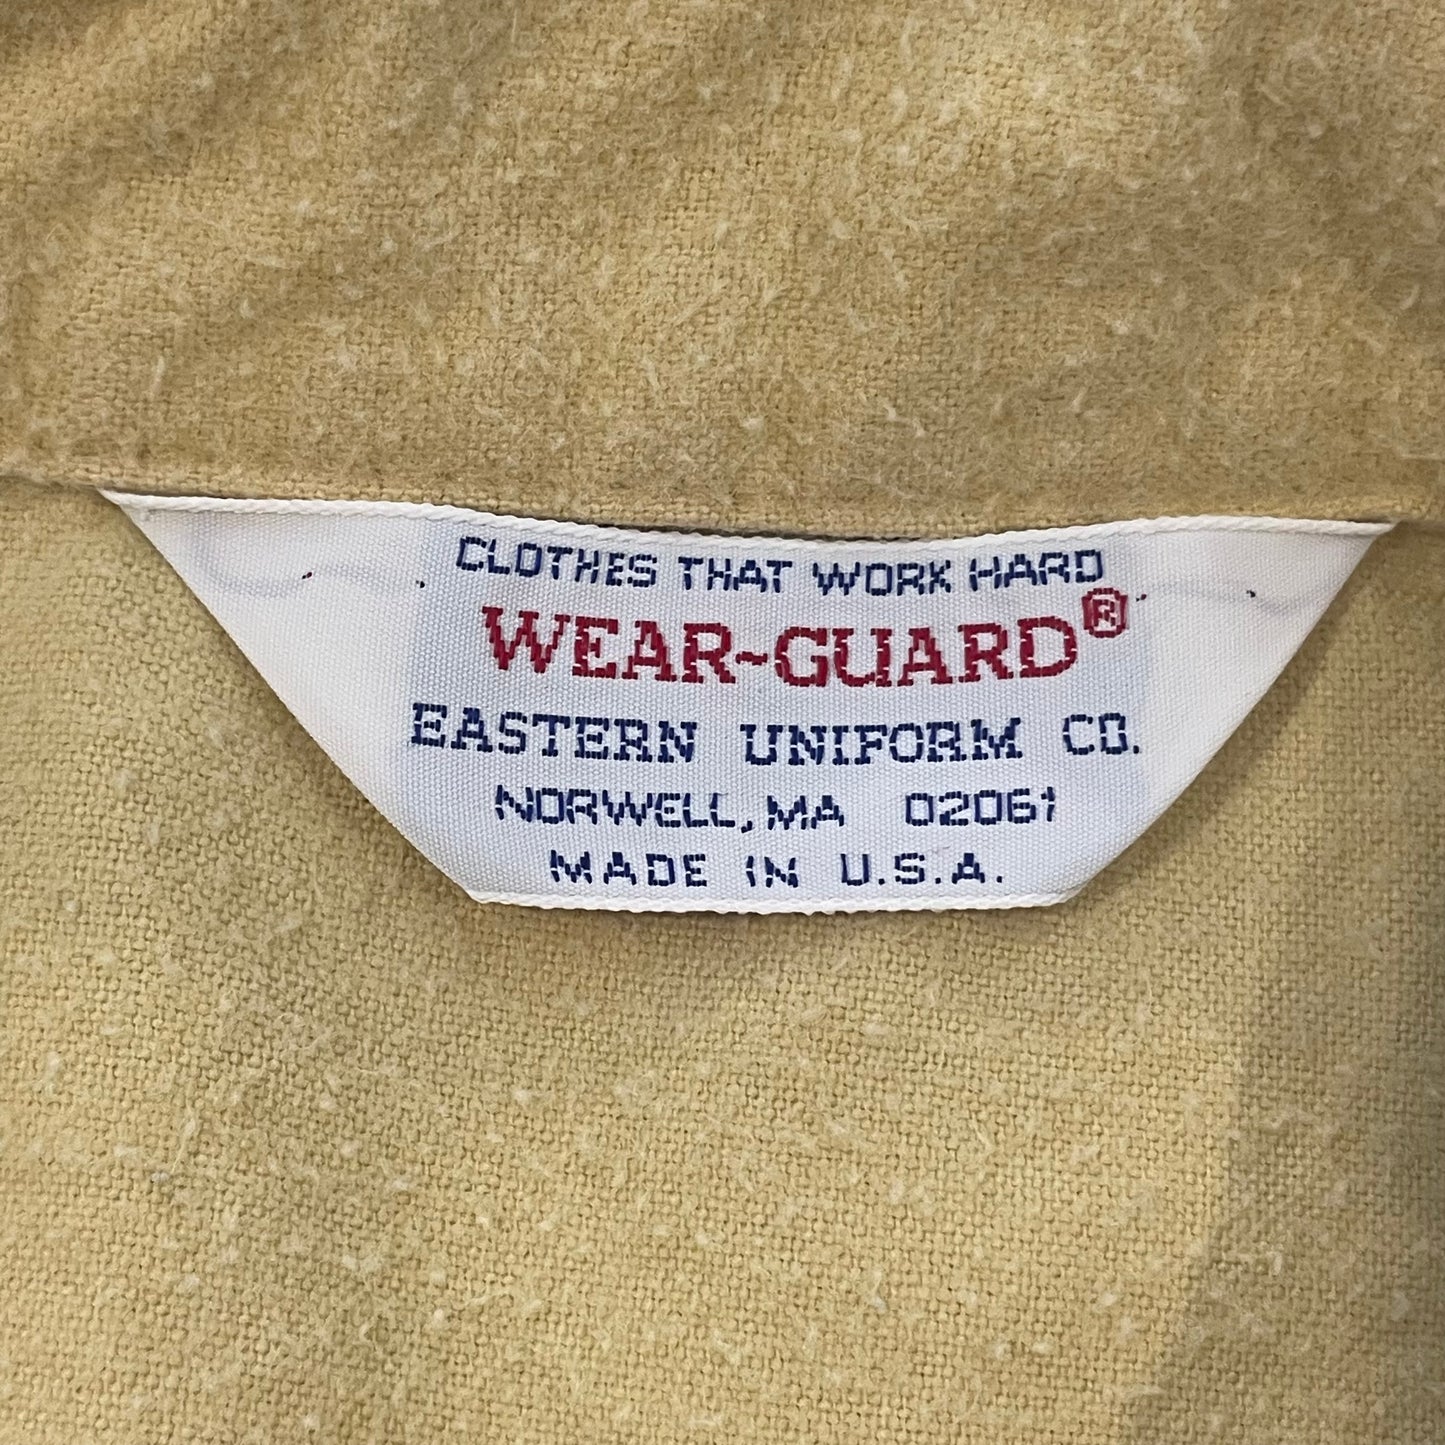 CLOTHES THAT WORK HARD
WEAR-GUARD®
EASTERN UNIFORM CO.
NORWELL, MA 02061
MADE IN U.S.A.